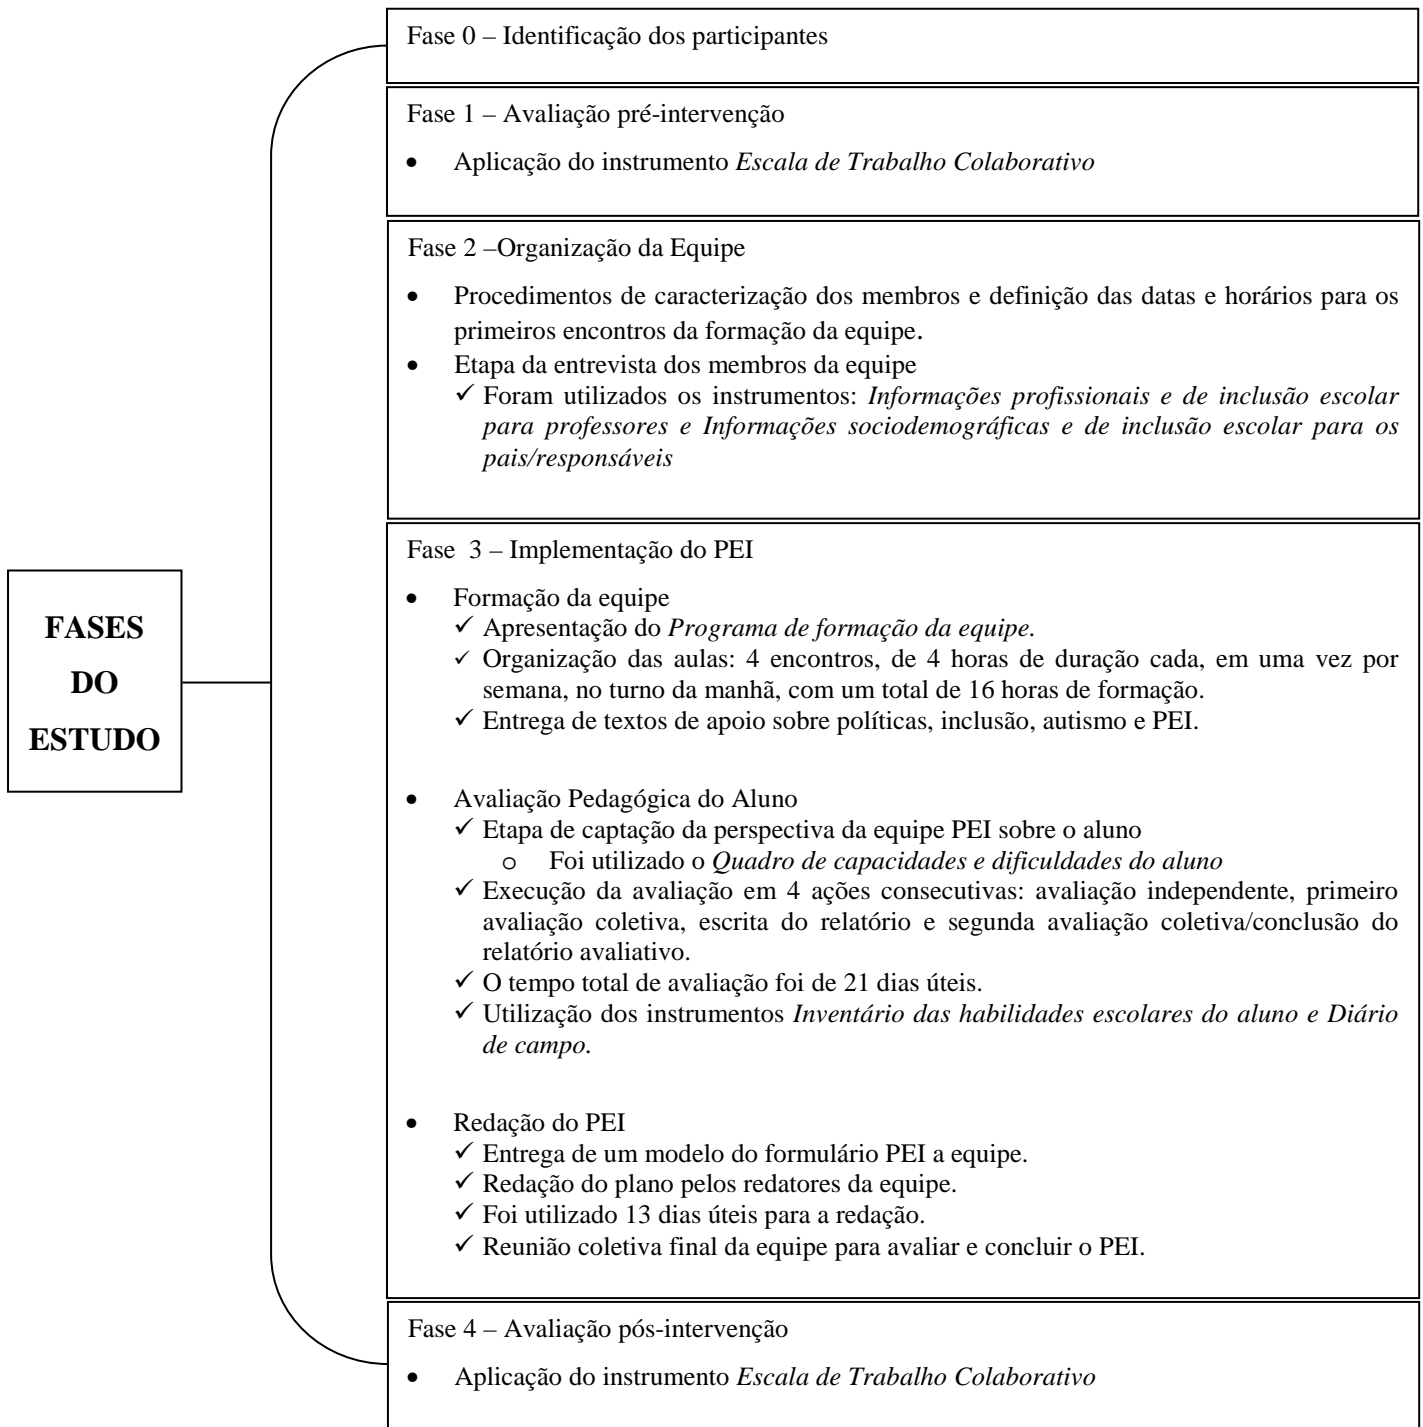 FASES
DO
ESTUDO
Fase 0 – Identificação dos participantes
Fase 1 – Avaliação pré-intervenção
• Aplicação do instrumento Escala de Trabalho Colaborativo
Fase 2 –Organização da Equipe
• Procedimentos de caracterização dos membros e definição das datas e horários para os
primeiros encontros da formação da equipe.
• Etapa da entrevista dos membros da equipe
✓ Foram utilizados os instrumentos: Informações profissionais e de inclusão escolar
para professores e Informações sociodemográficas e de inclusão escolar para os
pais/responsáveis
Fase 3 – Implementação do PEI
• Formação da equipe
✓ Apresentação do Programa de formação da equipe.
✓ Organização das aulas: 4 encontros, de 4 horas de duração cada, em uma vez por
semana, no turno da manhã, com um total de 16 horas de formação.
✓ Entrega de textos de apoio sobre políticas, inclusão, autismo e PEI.
• Avaliação Pedagógica do Aluno
✓ Etapa de captação da perspectiva da equipe PEI sobre o aluno
o Foi utilizado o Quadro de capacidades e dificuldades do aluno
✓ Execução da avaliação em 4 ações consecutivas: avaliação independente, primeiro
avaliação coletiva, escrita do relatório e segunda avaliação coletiva/conclusão do
relatório avaliativo.
✓ O tempo total de avaliação foi de 21 dias úteis.
✓ Utilização dos instrumentos Inventário das habilidades escolares do aluno e Diário
de campo.
• Redação do PEI
✓ Entrega de um modelo do formulário PEI a equipe.
✓ Redação do plano pelos redatores da equipe.
✓ Foi utilizado 13 dias úteis para a redação.
✓ Reunião coletiva final da equipe para avaliar e concluir o PEI.
Fase 4 – Avaliação pós-intervenção
• Aplicação do instrumento Escala de Trabalho Colaborativo